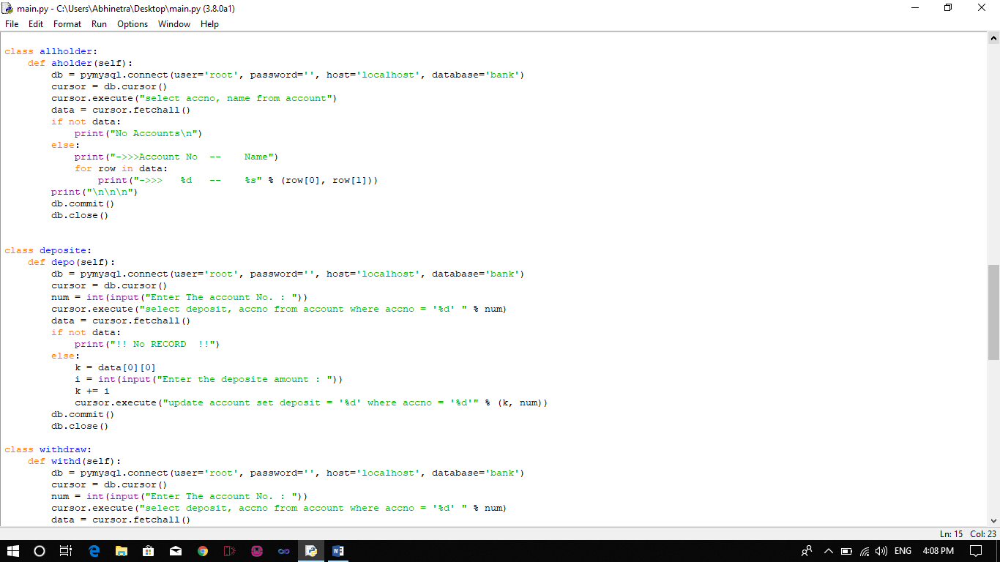 main.py - C:\Users\Abhinetra\Desktop\main.py (3.8.0a1)
File Edit Format Run Options Window Help
class allholder:
    def aholder(self):
        db = pymysql.connect(user='root', password='', host='localhost', database='bank')
        cursor = db.cursor()
        cursor.execute("select accno, name from account")
        data = cursor.fetchall()
        if not data:
            print("No Accounts\n")
        else:
            print("->>>Account No  --    Name")
            for row in data:
                print("->>>   %d   --    %s" % (row[0], row[1]))
        print("\n\n\n")
        db.commit()
        db.close()
class deposite:
    def depo(self):
        db = pymysql.connect(user='root', password='', host='localhost', database='bank')
        cursor = db.cursor()
        num = int(input("Enter The account No. : "))
        cursor.execute("select deposit, accno from account where accno = '%d' " % num)
        data = cursor.fetchall()
        if not data:
            print("!! No RECORD  !!")
        else:
            k = data[0][0]
            i = int(input("Enter the deposite amount : "))
            k += i
            cursor.execute("update account set deposit = '%d' where accno = '%d'" % (k, num))
        db.commit()
        db.close()
class withdraw:
    def withd(self):
        db = pymysql.connect(user='root', password='', host='localhost', database='bank')
        cursor = db.cursor()
        num = int(input("Enter The account No. : "))
        cursor.execute("select deposit, accno from account where accno = '%d' " % num)
        data = cursor.fetchall()
Ln: 15 Col: 23
ENG 4:08 PM